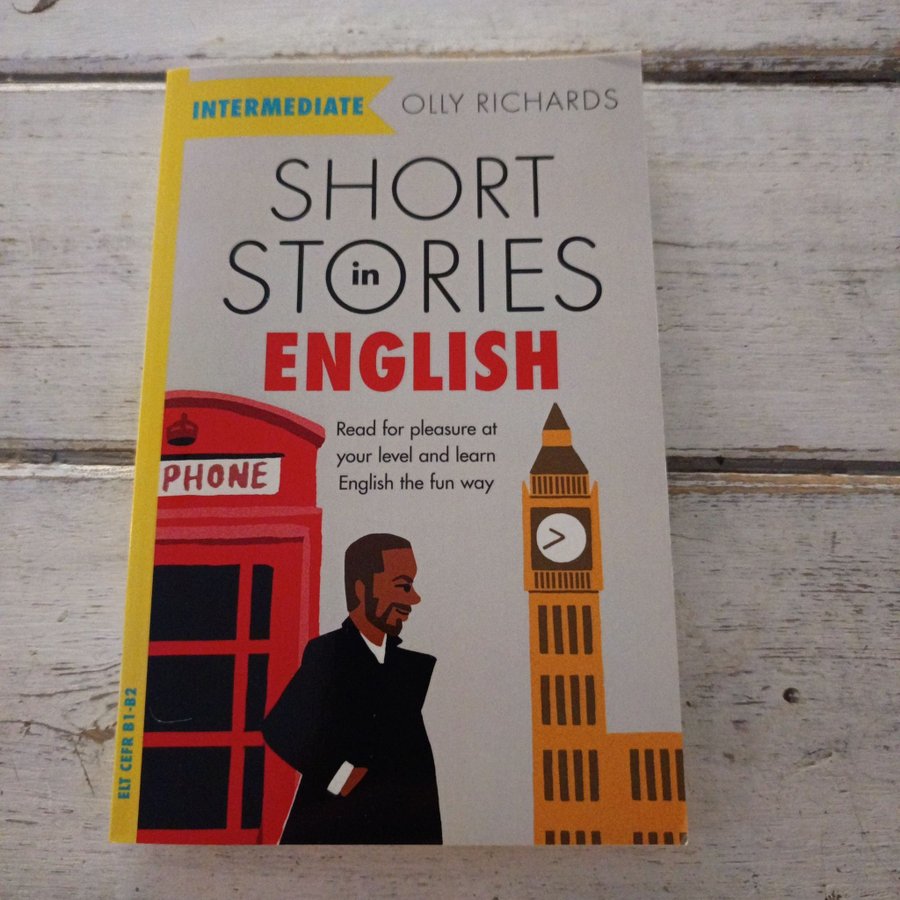 INTERMEDIATE
OLLY RICHARDS
SHORT
STORIES
in
ENGLISH
Read for pleasure at
your level and learn
English the fun way
PHONE
ELT CEFR B1-B2